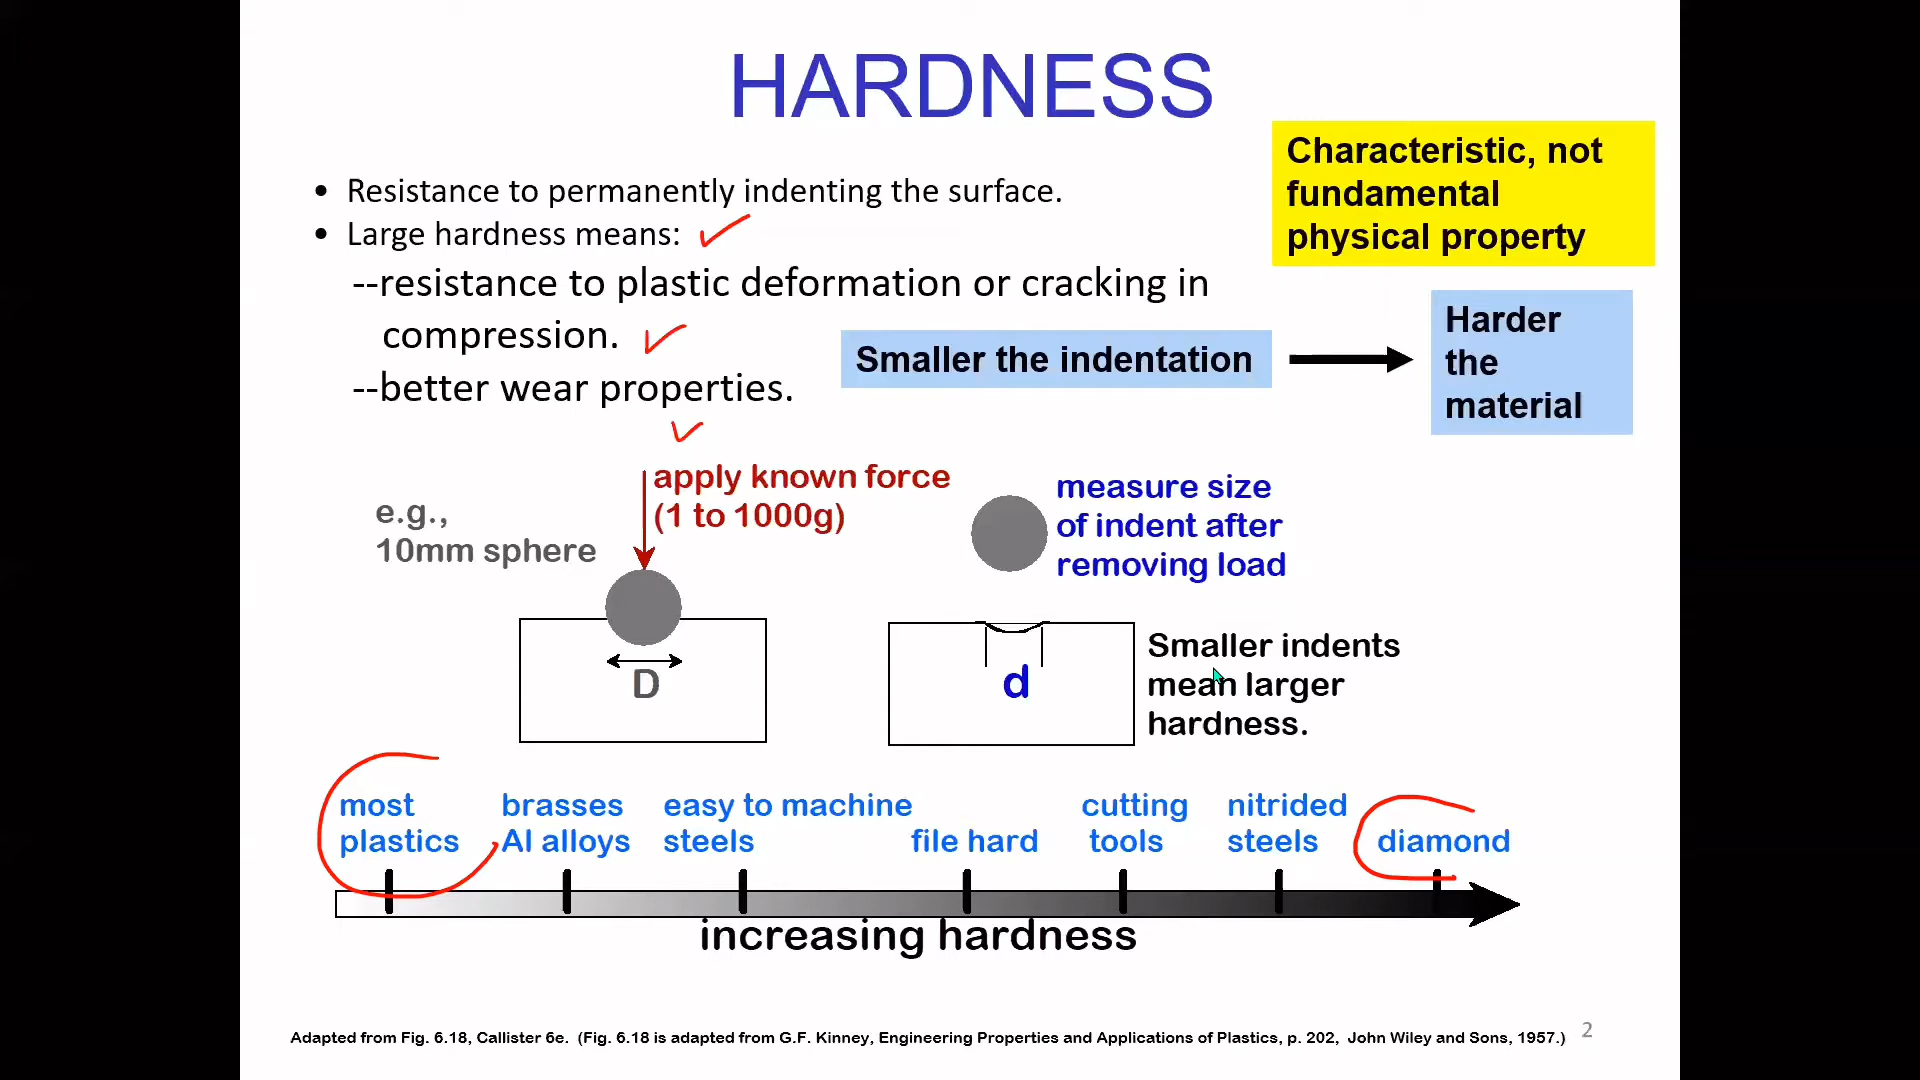 HARDNESS
Characteristic, not
fundamental
physical property
• Resistance to permanently indenting the surface.
• Large hardness means:
--resistance to plastic deformation or cracking in
compression.
--better wear properties.
Smaller the indentation
Harder
the
material
e.g.,
10mm sphere
apply known force
(1 to 1000g)
measure size
of indent after
removing load
D
d
Smaller indents
mean larger
hardness.
most
plastics
brasses
Al alloys
easy to machine
steels
file hard
cutting
tools
nitrided
steels
diamond
increasing hardness
Adapted from Fig. 6.18, Callister 6e. (Fig. 6.18 is adapted from G.F. Kinney, Engineering Properties and Applications of Plastics, p. 202, John Wiley and Sons, 1957.)
2